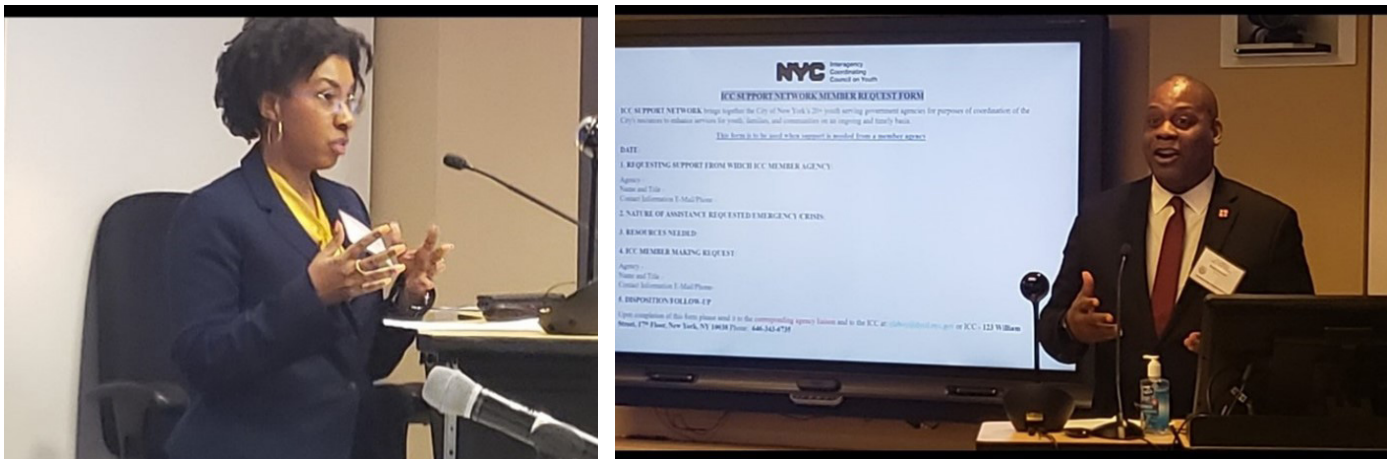 NYC Interagency
Coordinating
Council on Youth
ICC SUPPORT NETWORK MEMBER REQUEST FORM
ICC SUPPORT NETWORK brings together the City of New York's 20+ youth serving government agencies for purposes of coordination of the
City's resources to enhance services for youth, families, and communities on an ongoing and timely basis.
This form is to be used when support is needed from a member agency
DATE:
1. REQUESTING SUPPORT FROM WHICH ICC MEMBER AGENCY:
Agency -
Name and Title -
Contact Information E-Mail/Phone:
2. NATURE OF ASSISTANCE REQUESTED EMERGENCY CRISIS:
3. RESOURCES NEEDED:
4. ICC MEMBER MAKING REQUEST:
Agency -
Name and Title -
Contact Information E-Mail/Phone:
5. DISPOSITION FOLLOW-UP
Upon completion of this form please send it to the corresponding agency liaison and to the ICC at or ICC - 123 William
Street, 17th Floor, New York, NY 10038 Phone: 646-343-6735